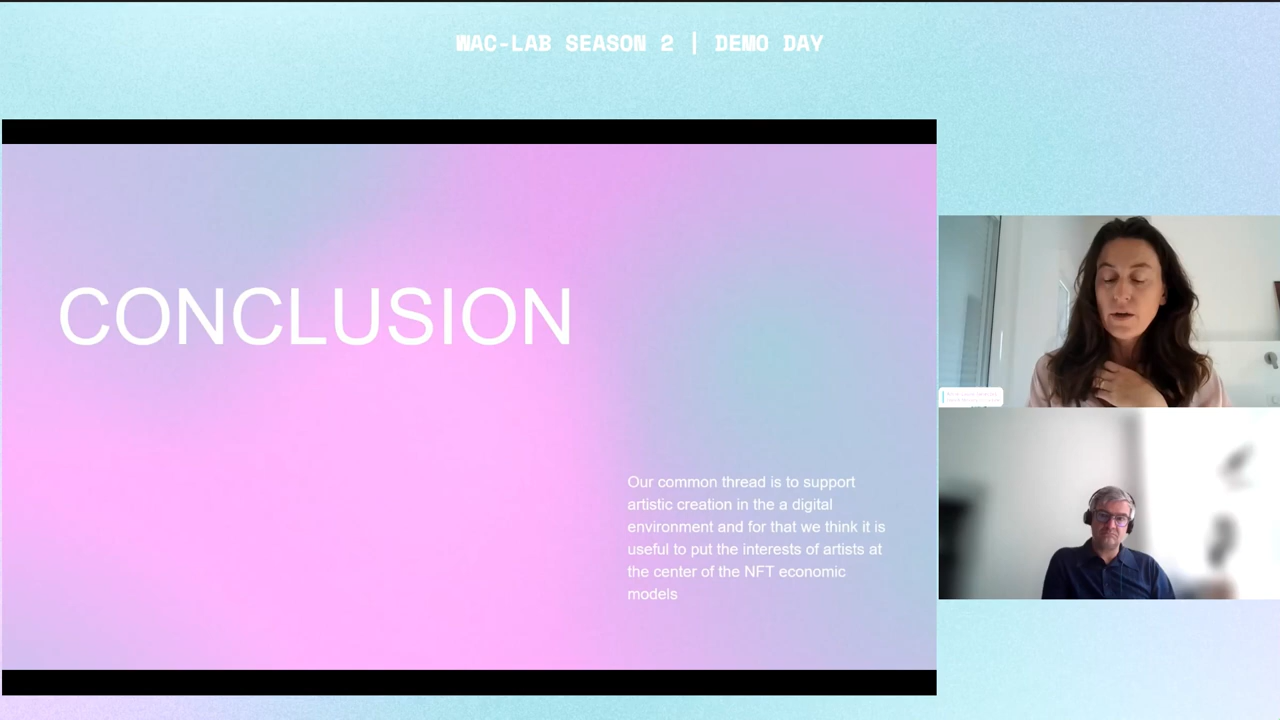 WAC-LAB SEASON 2 | DEMO DAY
CONCLUSION
Our common thread is to support
artistic creation in the a digital
environment and for that we think it is
useful to put the interests of artists at
the center of the NFT economic
models